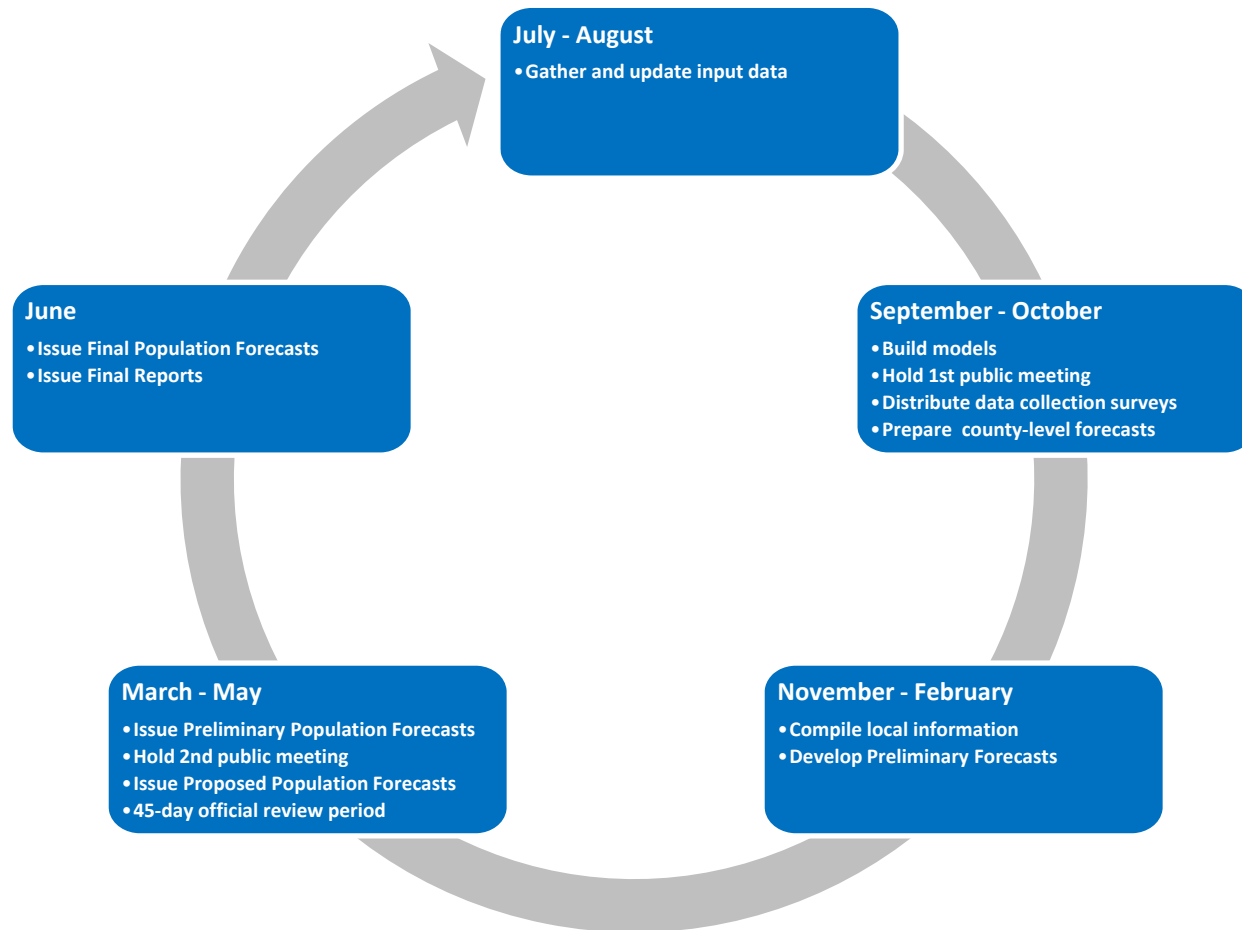 July - August
•Gather and update input data
September - October
•Build models
•Hold 1st public meeting
•Distribute data collection surveys
•Prepare  county-level forecasts
November - February
•Compile local information
•Develop Preliminary Forecasts
March - May
•Issue Preliminary Population Forecasts
•Hold 2nd public meeting
•Issue Proposed Population Forecasts
•45-day official review period
June
•Issue Final Population Forecasts
•Issue Final Reports